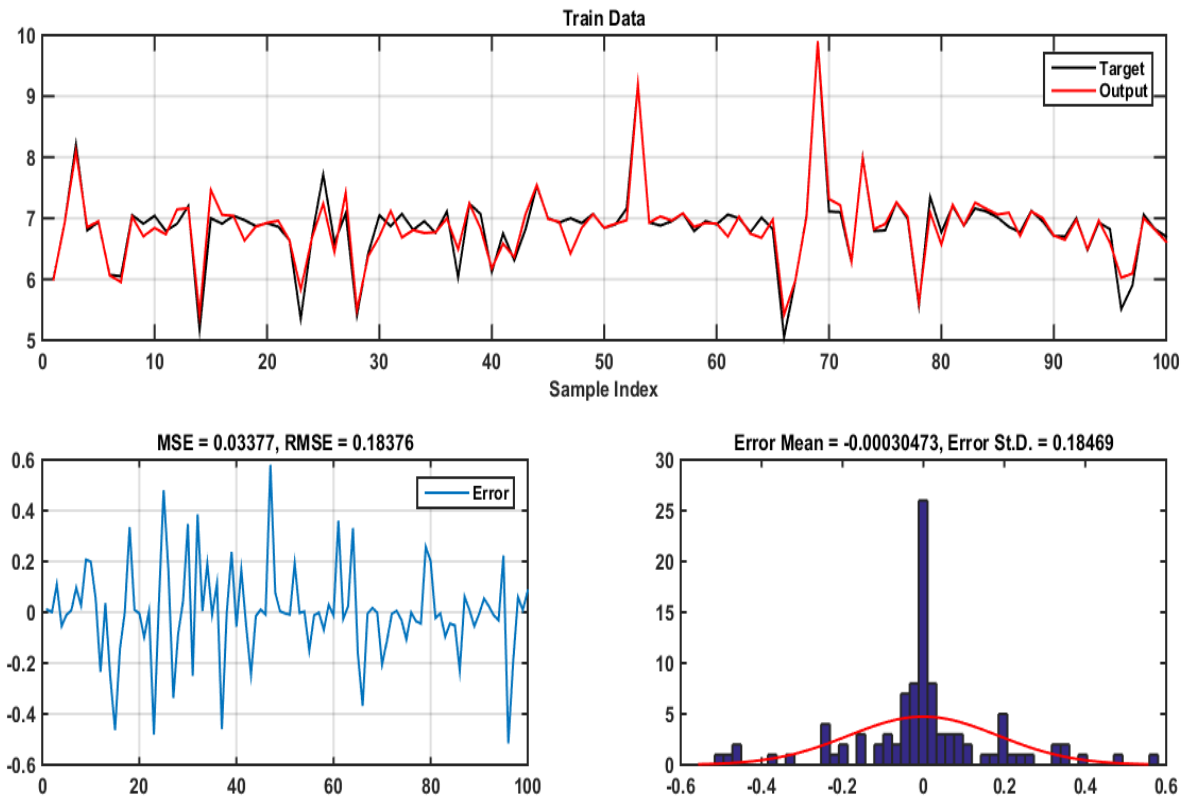 Train Data
10
9
8
7
6
5
Target
Output
0 10 20 30 40 50 60 70 80 90 100
Sample Index
MSE = 0.03377, RMSE = 0.18376
0.6
0.4
0.2
0
-0.2
-0.4
-0.6
Error
0 20 40 60 80 100
Error Mean = -0.00030473, Error St.D. = 0.18469
30
25
20
15
10
5
0
-0.6 -0.4 -0.2 0 0.2 0.4 0.6